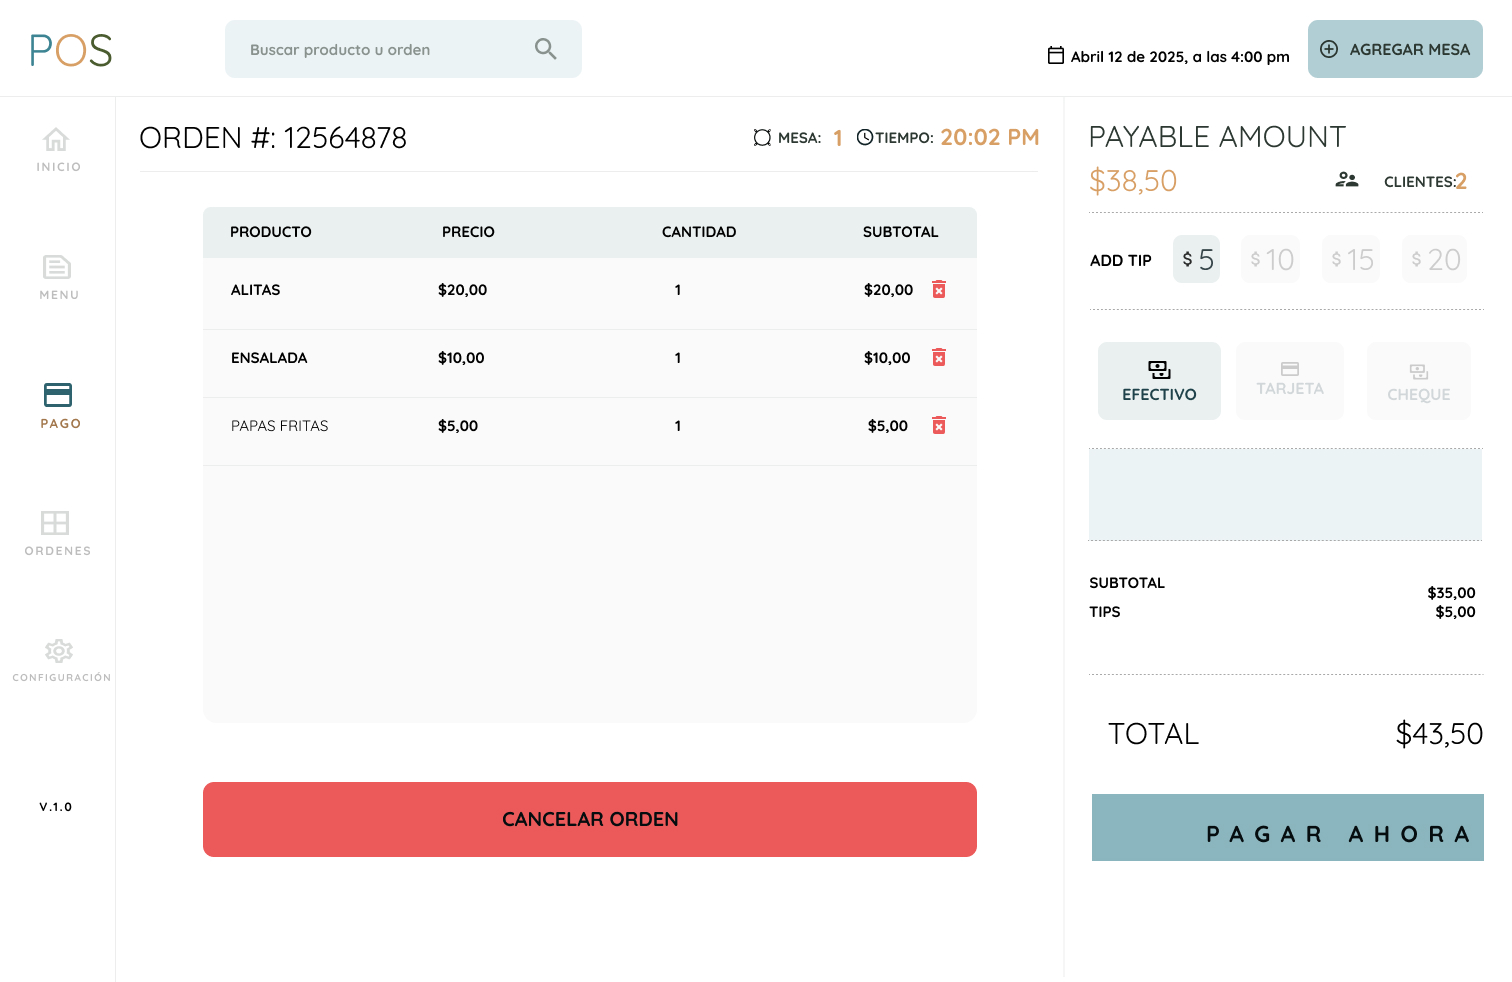 POS
Buscar producto u orden
Abril 12 de 2025, a las 4:00 pm
AGREGAR MESA
INICIO
MENU
PAGO
ORDENES
CONFIGURACIÓN
V.1.0
ORDEN #: 12564878
MESA: 1 TIEMPO: 20:02 PM
PRODUCTO PRECIO CANTIDAD SUBTOTAL
ALITAS $20,00 1 $20,00
ENSALADA $10,00 1 $10,00
PAPAS FRITAS $5,00 1 $5,00
CANCELAR ORDEN
PAYABLE AMOUNT
$38,50 CLIENTES:2
ADD TIP $ 5 $ 10 $ 15 $ 20
EFECTIVO TARJETA CHEQUE
SUBTOTAL $35,00
TIPS $5,00
TOTAL $43,50
PAGAR AHORA